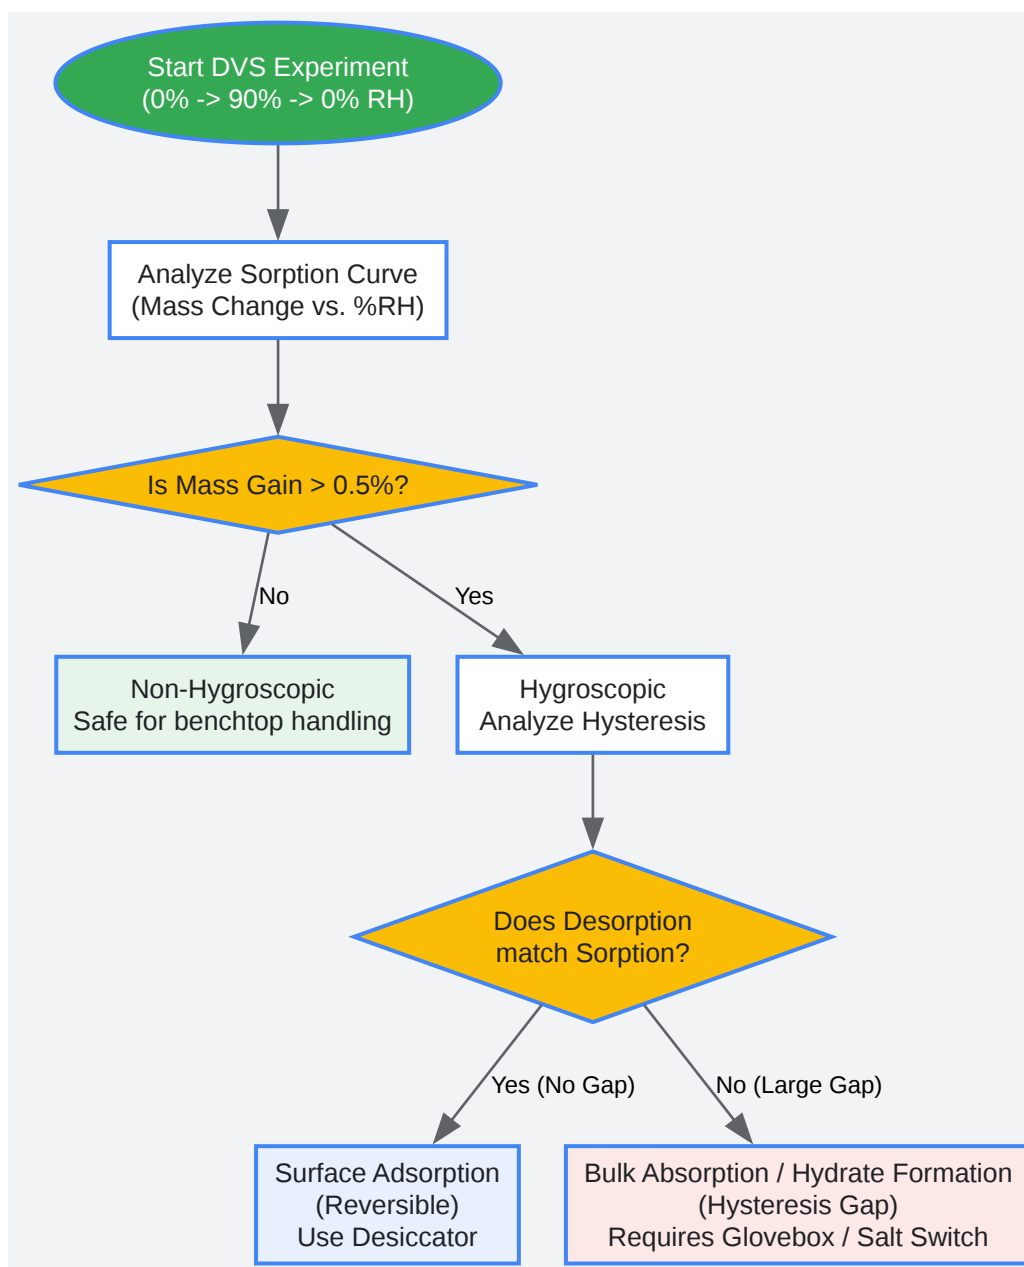 Start DVS Experiment
(0% -> 90% -> 0% RH)
Analyze Sorption Curve
(Mass Change vs. %RH)
Is Mass Gain > 0.5%?
No
Yes
Non-Hygroscopic
Safe for benchtop handling
Hygroscopic
Analyze Hysteresis
Does Desorption
match Sorption?
Yes (No Gap)
No (Large Gap)
Surface Adsorption
(Reversible)
Use Desiccator
Bulk Absorption / Hydrate Formation
(Hysteresis Gap)
Requires Glovebox / Salt Switch